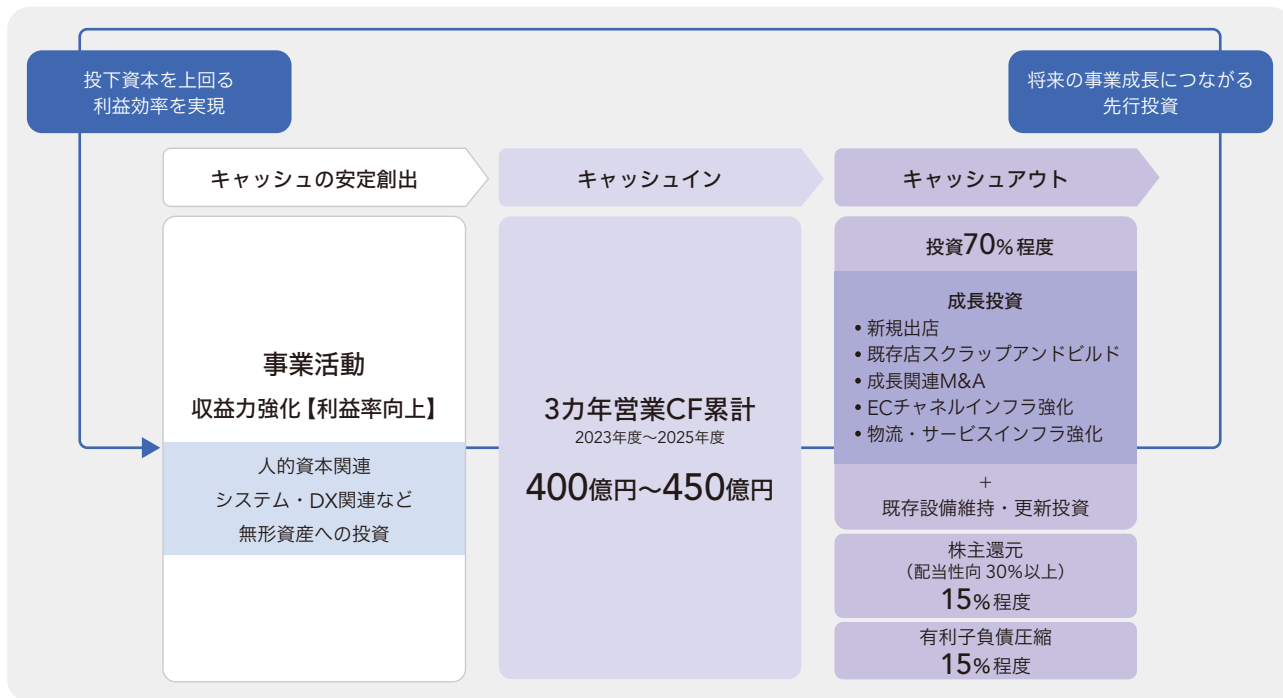 投下資本を上回る
利益効率を実現
将来の事業成長につながる
先行投資
キャッシュの安定創出
キャッシュイン
キャッシュアウト
事業活動
収益力強化【利益率向上】
人的資本関連
システム・DX関連など
無形資産への投資
3カ年営業CF累計
2023年度～2025年度
400億円～450億円
投資70%程度
成長投資
•新規出店
•既存店スクラップアンドビルド
•成長関連M&A
•ECチャネルインフラ強化
•物流・サービスインフラ強化
+
既存設備維持・更新投資
株主還元
（配当性向 30%以上）
15%程度
有利子負債圧縮
15%程度